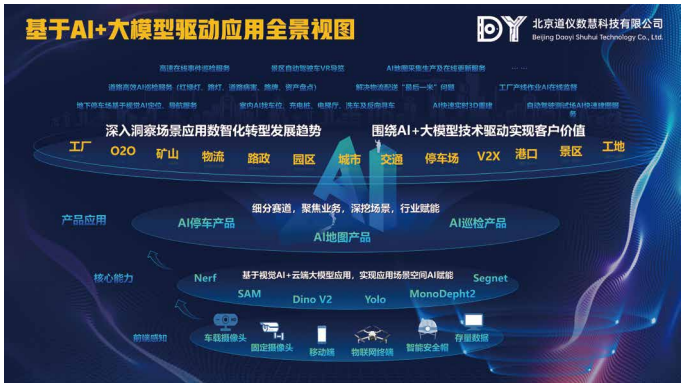 基于AI+大模型驱动应用全景视图
DY 北京道仪数慧科技有限公司
Beijing Daoyi Shuhui Technology Co., Ltd.
高速在线事件巡检服务 景区自动驾驶车VR导览 AI地图采集生产及在线更新服务 ... ...
道路高效AI巡检服务（红绿灯、路灯、道路病害、路牌、资产盘点） 解决物流配送“最后一米”问题 工厂产线作业AI在线监督
地下停车场基于视觉AI定位、导航服务 室内AI找车位、充电桩、电梯厅、洗车及反向寻车 AI快速实时3D重建 自动驾驶测试场AI快速建图服务
深入洞察场景应用数智化转型发展趋势 围绕AI+大模型技术驱动实现客户价值
工厂 O2O 矿山 物流 路政 园区 城市 交通 停车场 V2X 港口 景区 工地
AI
细分赛道，聚焦业务，深挖场景，行业赋能
产品应用 AI停车产品 AI地图产品 AI巡检产品
基于视觉AI+云端大模型应用，实现应用场景空间AI赋能
核心能力 Nerf SAM Dino V2 Yolo MonoDepht2 Segnet
前端感知 车载摄像头 固定摄像头 移动端 物联网终端 智能安全帽 存量数据